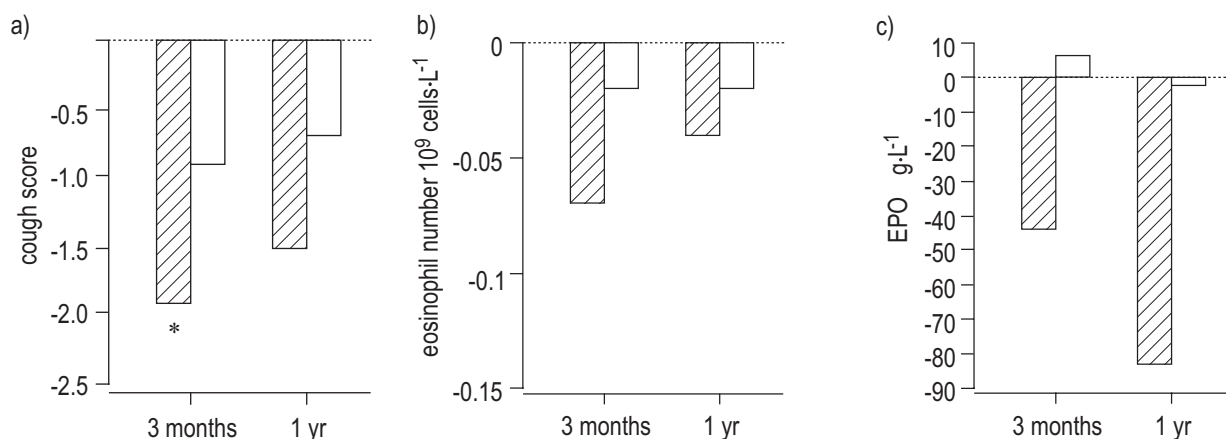 a)
cough score
-0.5
-1.0
-1.5
-2.0
-2.5
*
3 months 1 yr
b)
eosinophil number 10⁹ cells·L⁻¹
0
-0.05
-0.1
-0.15
3 months 1 yr
c)
EPO g·L⁻¹
10
0
-10
-20
-30
-40
-50
-60
-70
-80
-90
3 months 1 yr